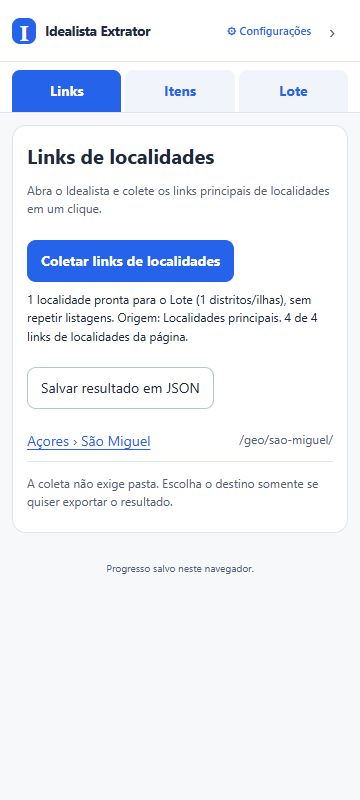 I Idealista Extrator ⚙ Configurações ›
Links Itens Lote
Links de localidades
Abra o Idealista e colete os links principais de localidades
em um clique.
Coletar links de localidades
1 localidade pronta para o Lote (1 distritos/ilhas), sem
repetir listagens. Origem: Localidades principais. 4 de 4
links de localidades da página.
Salvar resultado em JSON
Açores › São Miguel /geo/sao-miguel/
A coleta não exige pasta. Escolha o destino somente se
quiser exportar o resultado.
Progresso salvo neste navegador.